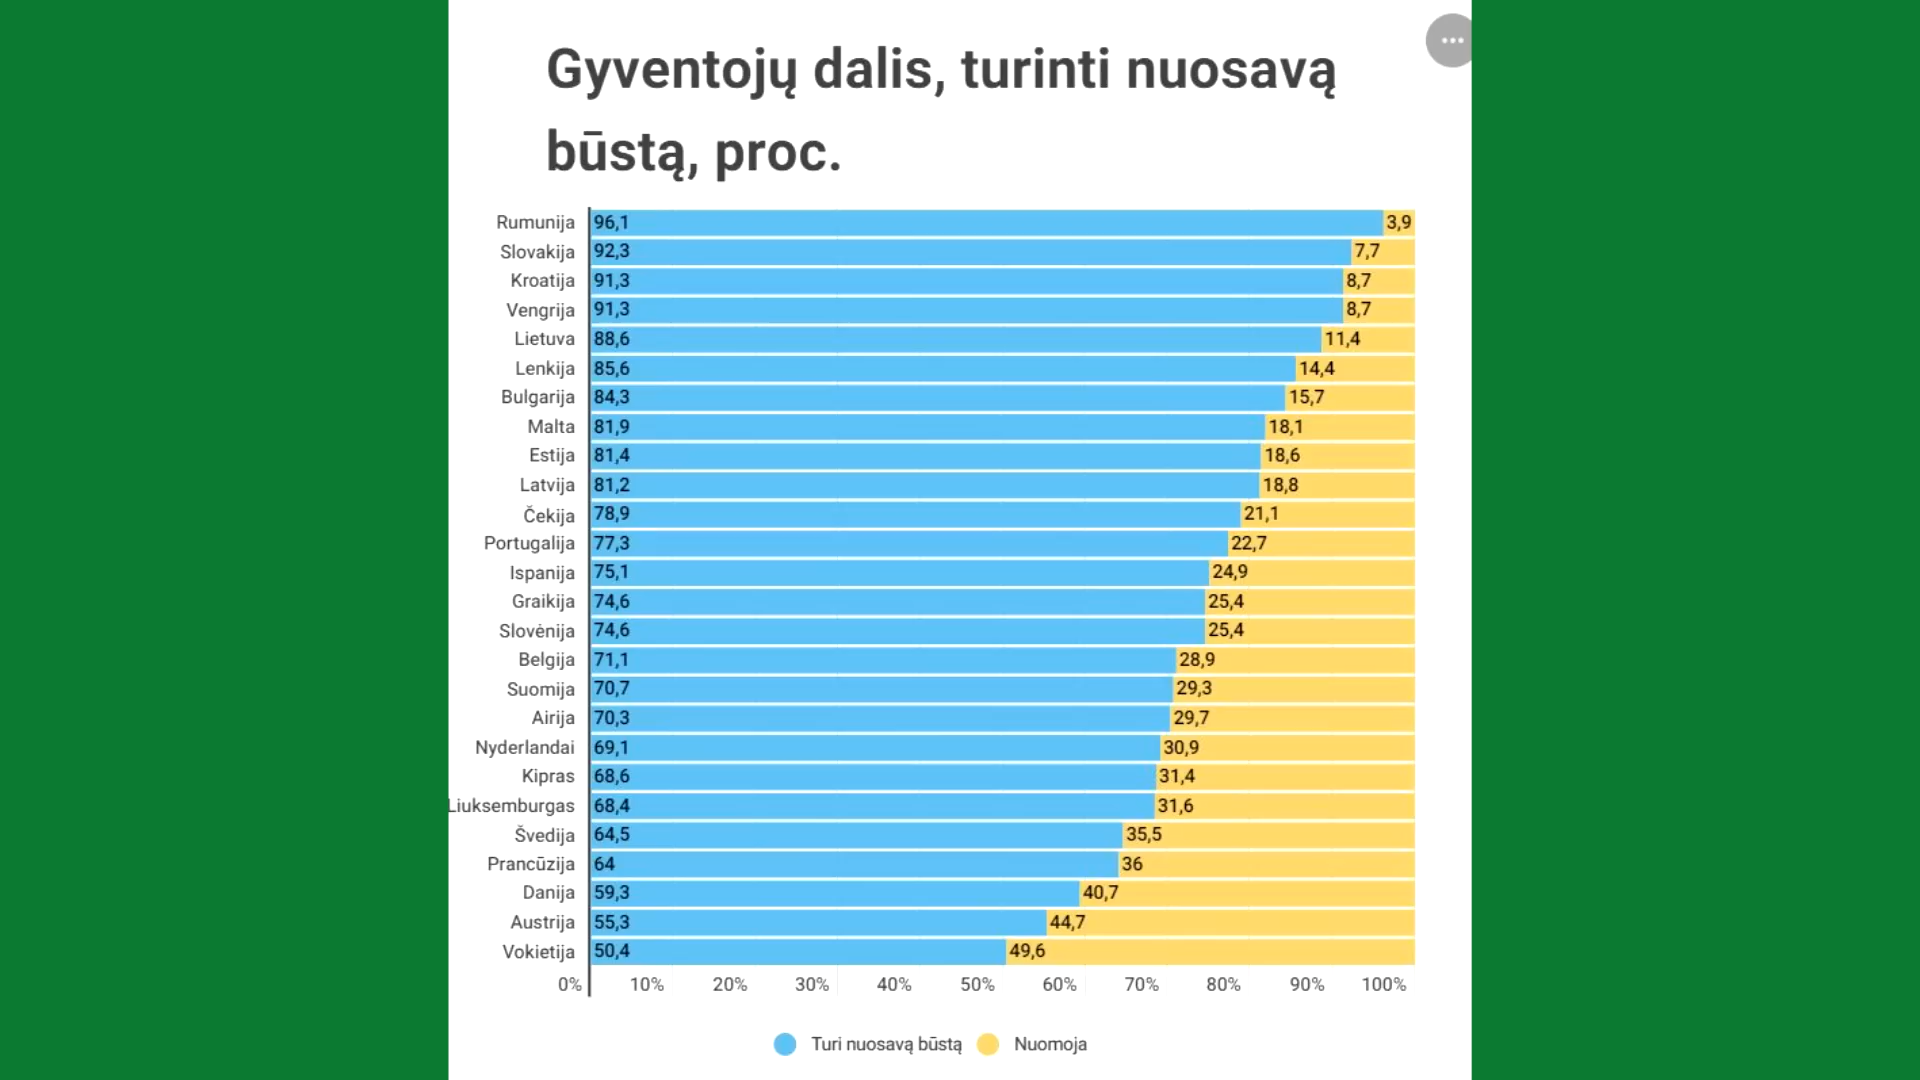 Gyventojų dalis, turinti nuosavą
būstą, proc.
Rumunija 96,1 3,9
Slovakija 92,3 7,7
Kroatija 91,3 8,7
Vengrija 91,3 8,7
Lietuva 88,6 11,4
Lenkija 85,6 14,4
Bulgarija 84,3 15,7
Malta 81,9 18,1
Estija 81,4 18,6
Latvija 81,2 18,8
Čekija 78,9 21,1
Portugalija 77,3 22,7
Ispanija 75,1 24,9
Graikija 74,6 25,4
Slovėnija 74,6 25,4
Belgija 71,1 28,9
Suomija 70,7 29,3
Airija 70,3 29,7
Nyderlandai 69,1 30,9
Kipras 68,6 31,4
Liuksemburgas 68,4 31,6
Švedija 64,5 35,5
Prancūzija 64 36
Danija 59,3 40,7
Austrija 55,3 44,7
Vokietija 50,4 49,6
0% 10% 20% 30% 40% 50% 60% 70% 80% 90% 100%
Turi nuosavą būstą Nuomoja